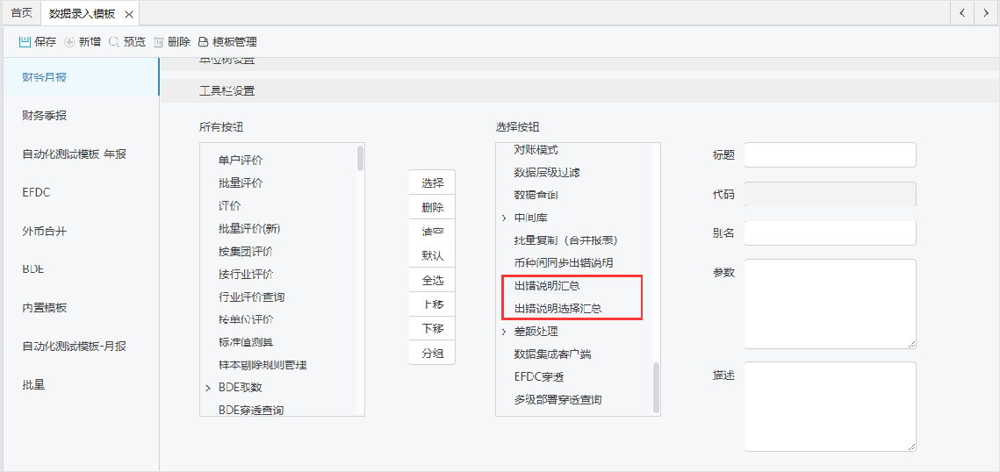 首页
数据录入模板
保存 新增 预览 删除 模板管理
财务月报
财务季报
自动化测试模板-年报
EFDC
外币合并
BDE
内置模板
自动化测试模板-月报
批量
单位树设置
工具栏设置
所有按钮
单户评价
批量评价
评价
批量评价(新)
按集团评价
按行业评价
行业评价查询
按单位评价
标准值测算
样本剔除规则管理
BDE取数
BDE穿透查询
选择
删除
清空
默认
全选
上移
下移
分组
选择按钮
对账模式
数据层级过滤
数据查询
中间库
批量复制（合并报表）
币种间同步出错说明
出错说明汇总
出错说明选择汇总
差额处理
数据集成客户端
EFDC穿透
多级部署穿透查询
标题
代码
别名
参数
描述